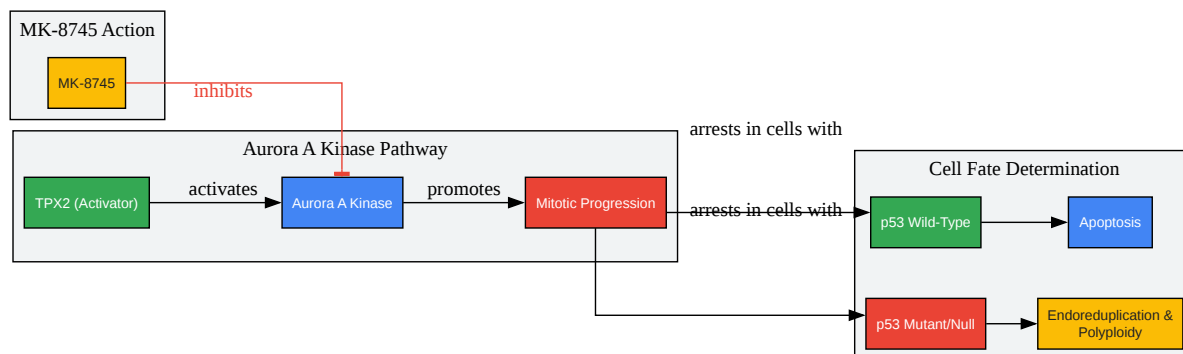 MK-8745 Action
MK-8745
inhibits
arrests in cells with
Aurora A Kinase Pathway
Cell Fate Determination
TPX2 (Activator)
activates
Aurora A Kinase
promotes
Mitotic Progression
arrests in cells with
p53 Wild-Type
Apoptosis
p53 Mutant/Null
Endoreduplication &
Polyploidy